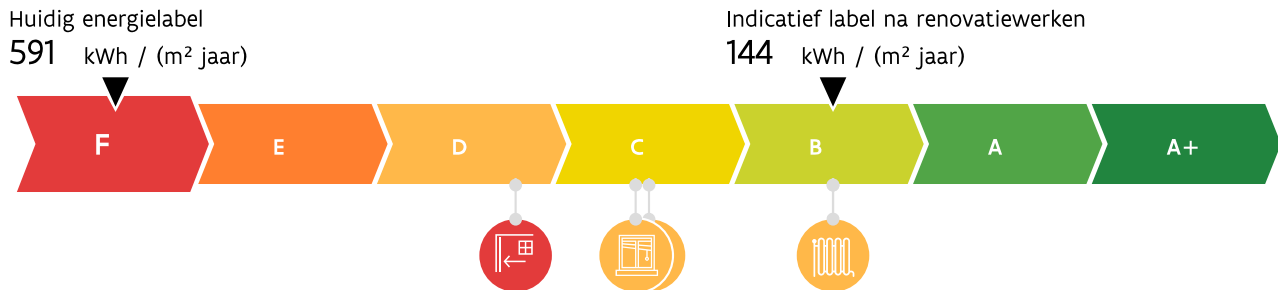 Huidig energielabel
591 kWh / (m² jaar)
Indicatief label na renovatiewerken
144 kWh / (m² jaar)
F E D C B A A+